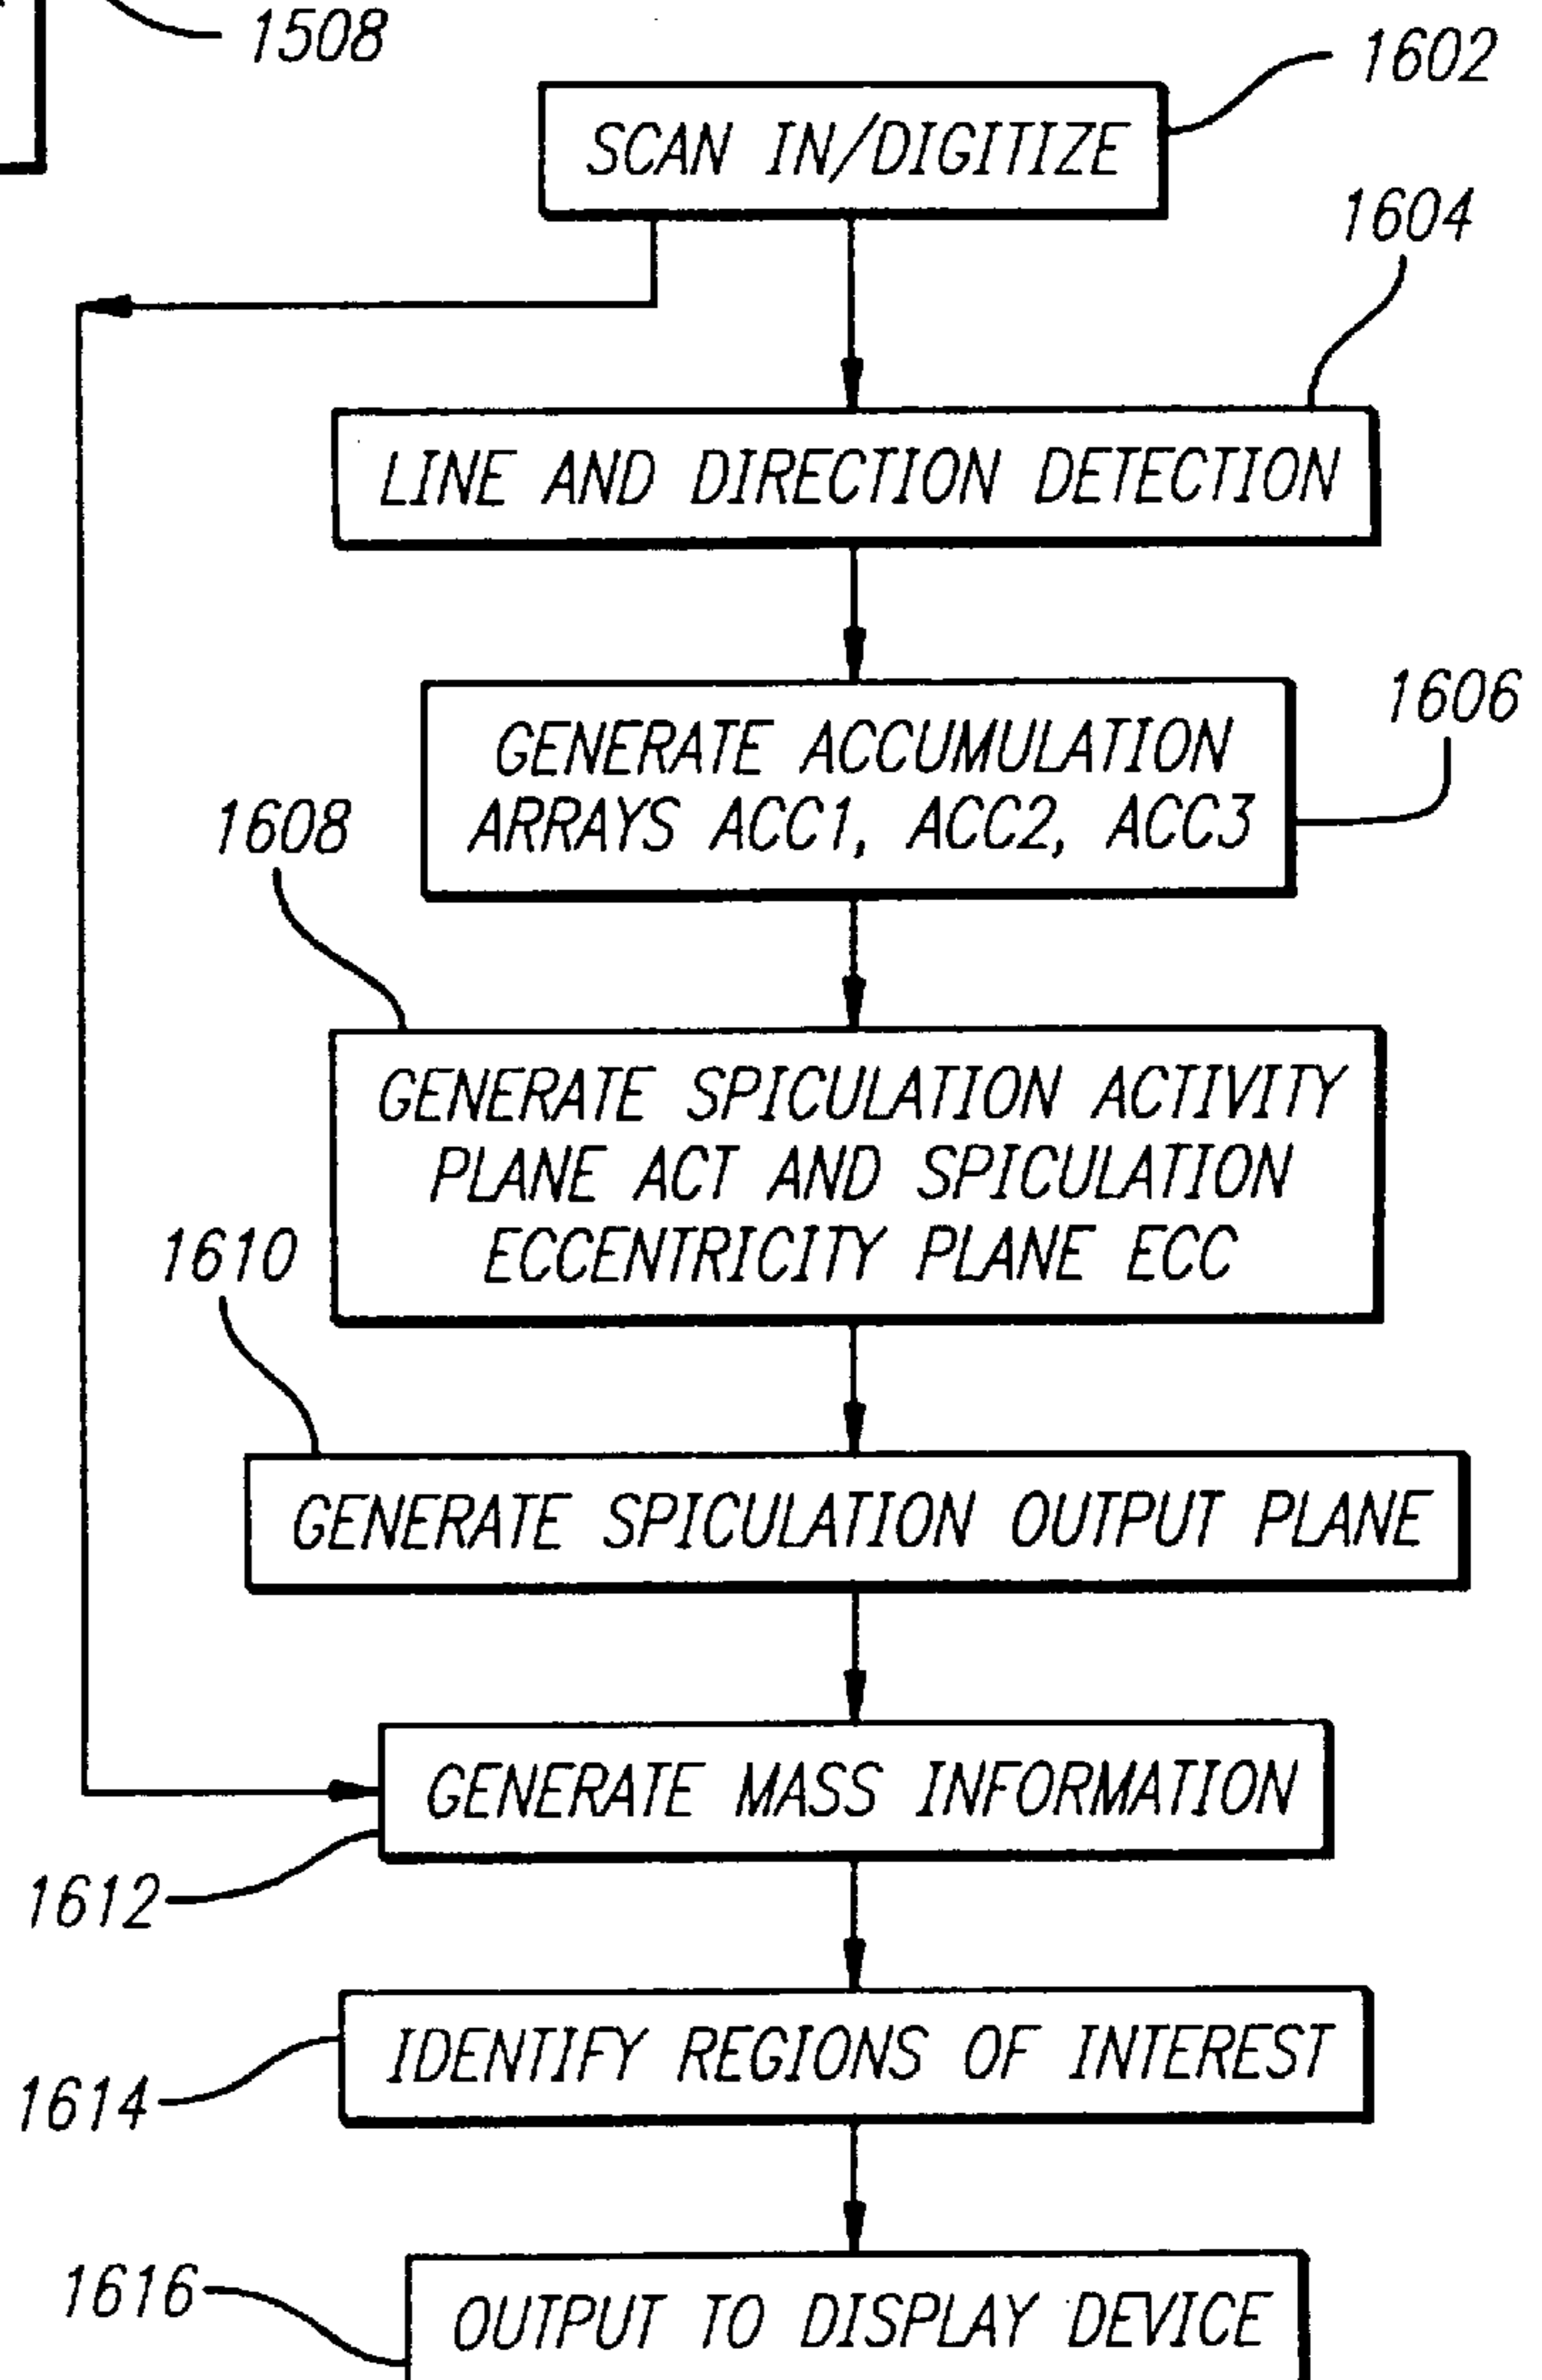 1508
1602
SCAN IN/DIGITIZE
1604
LINE AND DIRECTION DETECTION
1606
GENERATE ACCUMULATION
ARRAYS ACC1, ACC2, ACC3
1608
GENERATE SPICULATION ACTIVITY
PLANE ACT AND SPICULATION
ECCENTRICITY PLANE ECC
1610
GENERATE SPICULATION OUTPUT PLANE
GENERATE MASS INFORMATION
1612
IDENTIFY REGIONS OF INTEREST
1614
1616
OUTPUT TO DISPLAY DEVICE